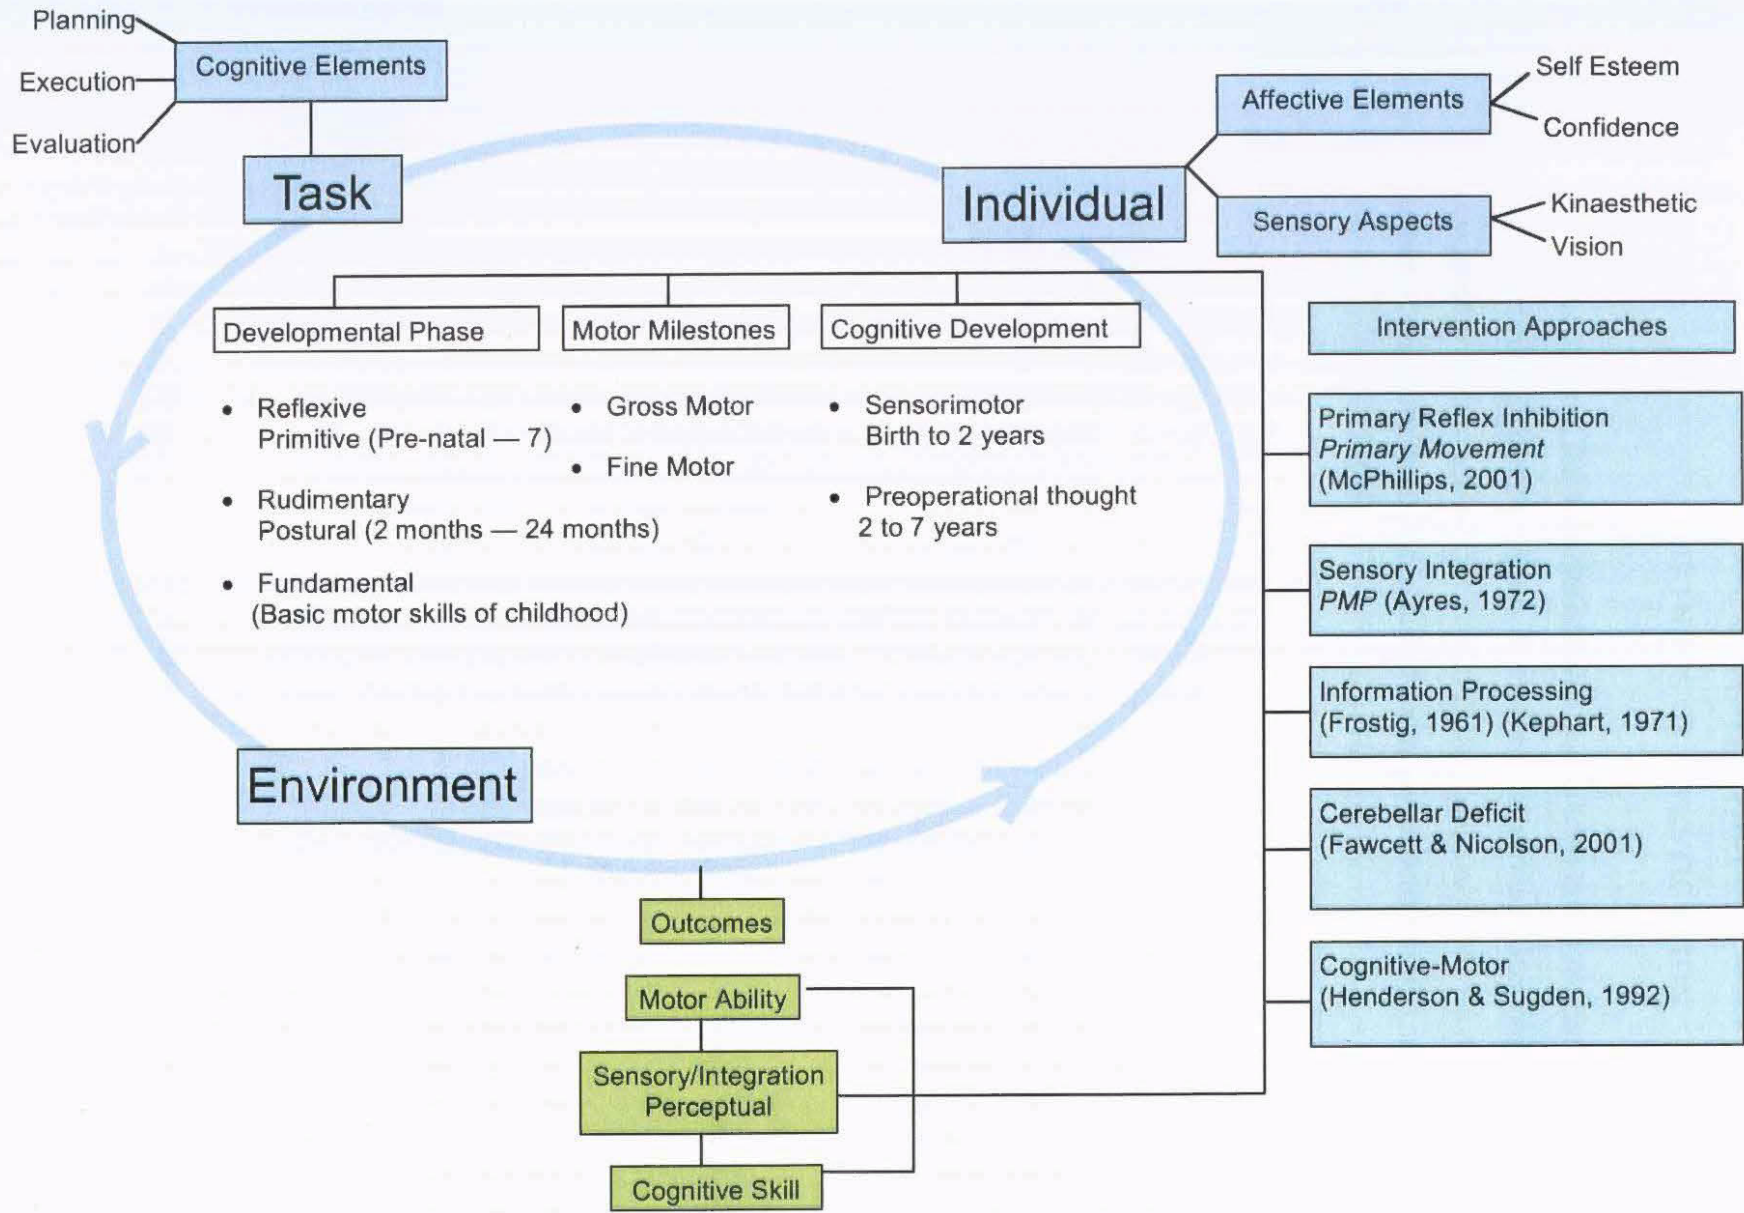 Planning
Execution
Evaluation
Cognitive Elements
Task
Individual
Affective Elements
Self Esteem
Confidence
Sensory Aspects
Kinaesthetic
Vision
Developmental Phase
• Reflexive
Primitive (Pre-natal — 7)
• Rudimentary
Postural (2 months — 24 months)
• Fundamental
(Basic motor skills of childhood)
Motor Milestones
• Gross Motor
• Fine Motor
Cognitive Development
• Sensorimotor
Birth to 2 years
• Preoperational thought
2 to 7 years
Environment
Intervention Approaches
Primary Reflex Inhibition
Primary Movement
(McPhillips, 2001)
Sensory Integration
PMP (Ayres, 1972)
Information Processing
(Frostig, 1961) (Kephart, 1971)
Cerebellar Deficit
(Fawcett & Nicolson, 2001)
Cognitive-Motor
(Henderson & Sugden, 1992)
Outcomes
Motor Ability
Sensory/Integration
Perceptual
Cognitive Skill